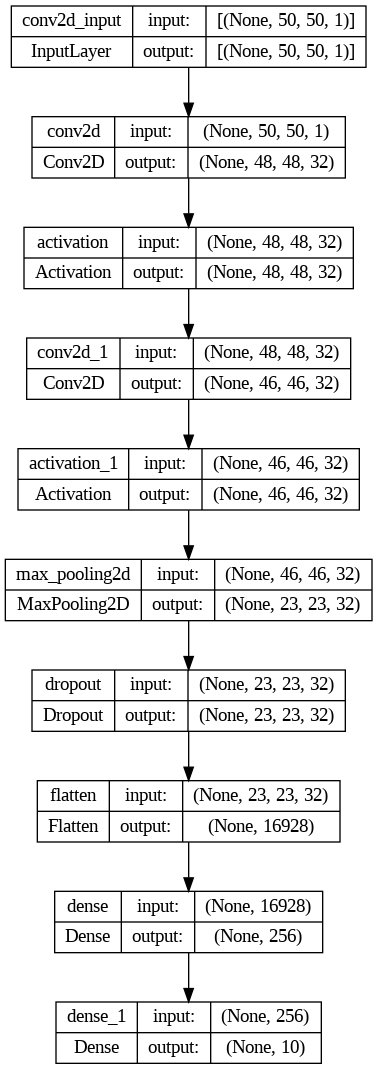 conv2d_input input: [(None, 50, 50, 1)]
InputLayer output: [(None, 50, 50, 1)]
conv2d input: (None, 50, 50, 1)
Conv2D output: (None, 48, 48, 32)
activation input: (None, 48, 48, 32)
Activation output: (None, 48, 48, 32)
conv2d_1 input: (None, 48, 48, 32)
Conv2D output: (None, 46, 46, 32)
activation_1 input: (None, 46, 46, 32)
Activation output: (None, 46, 46, 32)
max_pooling2d input: (None, 46, 46, 32)
MaxPooling2D output: (None, 23, 23, 32)
dropout input: (None, 23, 23, 32)
Dropout output: (None, 23, 23, 32)
flatten input: (None, 23, 23, 32)
Flatten output: (None, 16928)
dense input: (None, 16928)
Dense output: (None, 256)
dense_1 input: (None, 256)
Dense output: (None, 10)